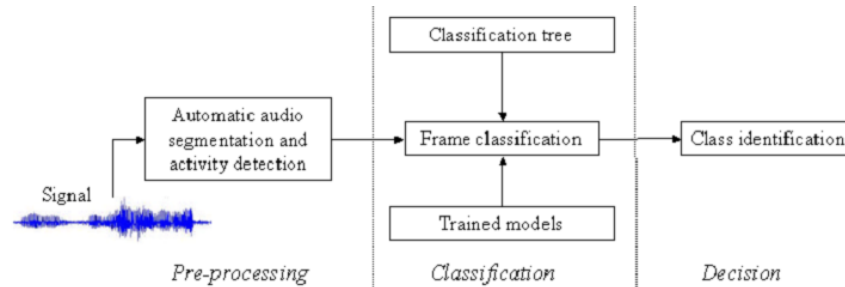 Classification tree
Automatic audio
segmentation and
activity detection
Frame classification
Class identification
Signal
Trained models
Pre-processing
Classification
Decision